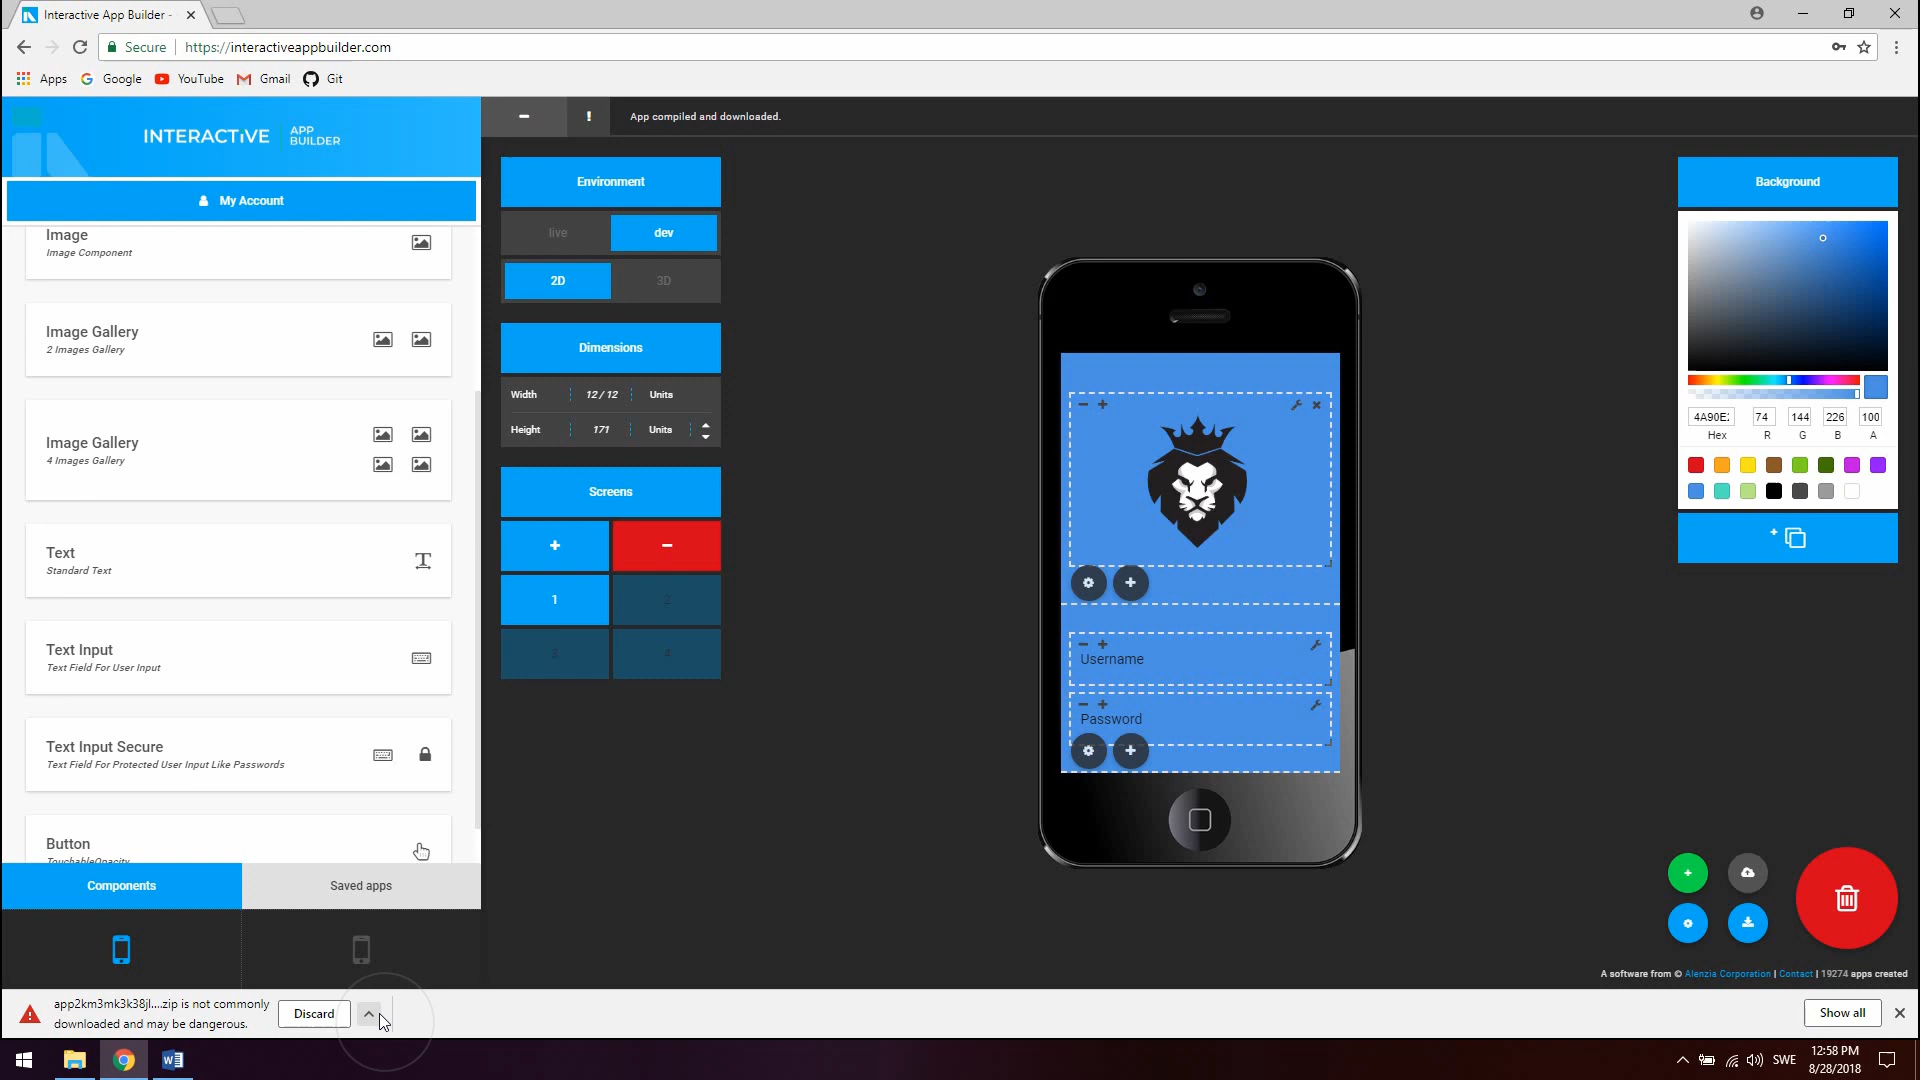 Interactive App Builder -
Secure
https://interactiveappbuilder.com
Apps
Google
YouTube
Gmail
Git
INTERACTiVE
APP
BUILDER
My Account
Image
Image Component
Image Gallery
2 Images Gallery
Image Gallery
4 Images Gallery
Text
Standard Text
Text Input
Text Field For User Input
Text Input Secure
Text Field For Protected User Input Like Passwords
Button
TouchableOpacity
Components
Saved apps
App compiled and downloaded.
Environment
live
dev
2D
3D
Dimensions
Width 12 / 12 Units
Height 171 Units
Screens
1
2
3
4
Username
Password
Background
4A90E
74
144
226
100
Hex
R
G
B
A
A software from © Alenzia Corporation | Contact | 19274 apps created
app2km3mk3k38jl....zip is not commonly
downloaded and may be dangerous.
Discard
Show all
SWE
12:58 PM
8/28/2018